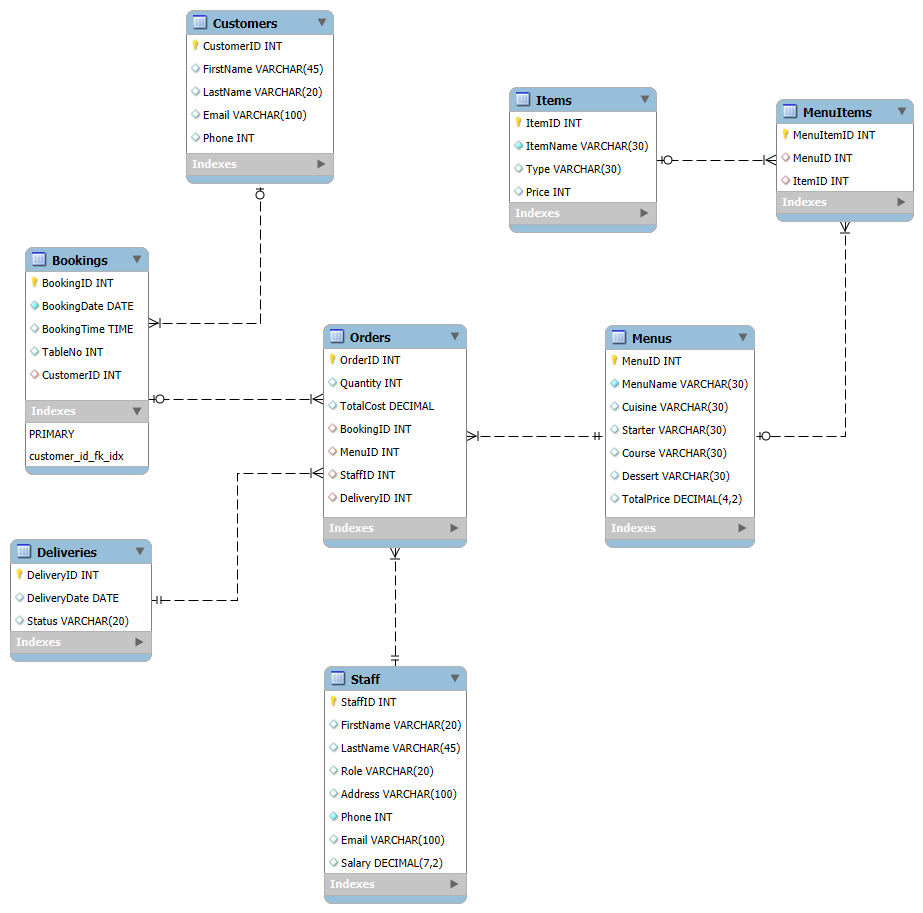 Customers
CustomerID INT
FirstName VARCHAR(45)
LastName VARCHAR(20)
Email VARCHAR(100)
Phone INT
Indexes
Items
ItemID INT
ItemName VARCHAR(30)
Type VARCHAR(30)
Price INT
Indexes
MenuItems
MenuItemID INT
MenuID INT
ItemID INT
Indexes
Bookings
BookingID INT
BookingDate DATE
BookingTime TIME
TableNo INT
CustomerID INT
Indexes
PRIMARY
customer_id_fk_idx
Orders
OrderID INT
Quantity INT
TotalCost DECIMAL
BookingID INT
MenuID INT
StaffID INT
DeliveryID INT
Indexes
Menus
MenuID INT
MenuName VARCHAR(30)
Cuisine VARCHAR(30)
Starter VARCHAR(30)
Course VARCHAR(30)
Dessert VARCHAR(30)
TotalPrice DECIMAL(4,2)
Indexes
Deliveries
DeliveryID INT
DeliveryDate DATE
Status VARCHAR(20)
Indexes
Staff
StaffID INT
FirstName VARCHAR(20)
LastName VARCHAR(45)
Role VARCHAR(20)
Address VARCHAR(100)
Phone INT
Email VARCHAR(100)
Salary DECIMAL(7,2)
Indexes